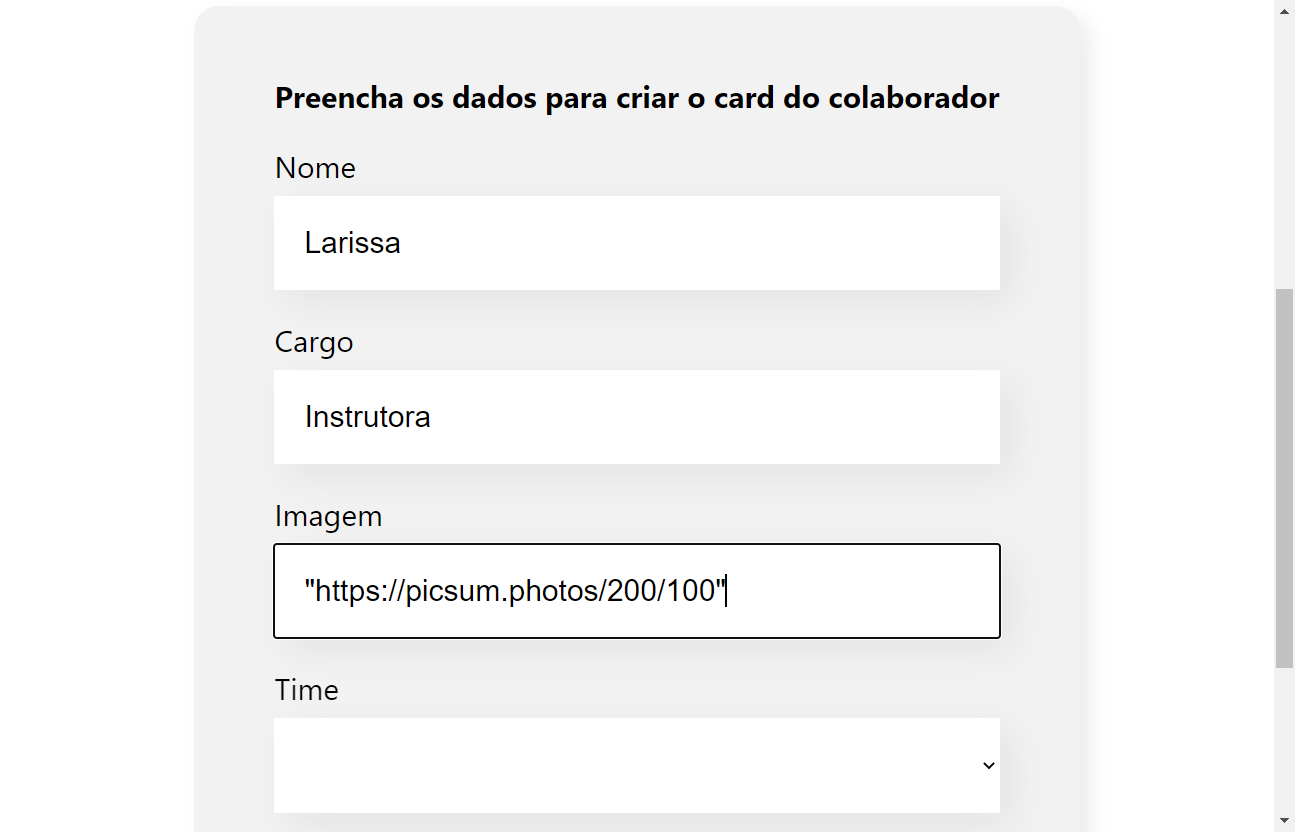 Preencha os dados para criar o card do colaborador
Nome
Larissa
Cargo
Instrutora
Imagem
"https://picsum.photos/200/100"
Time